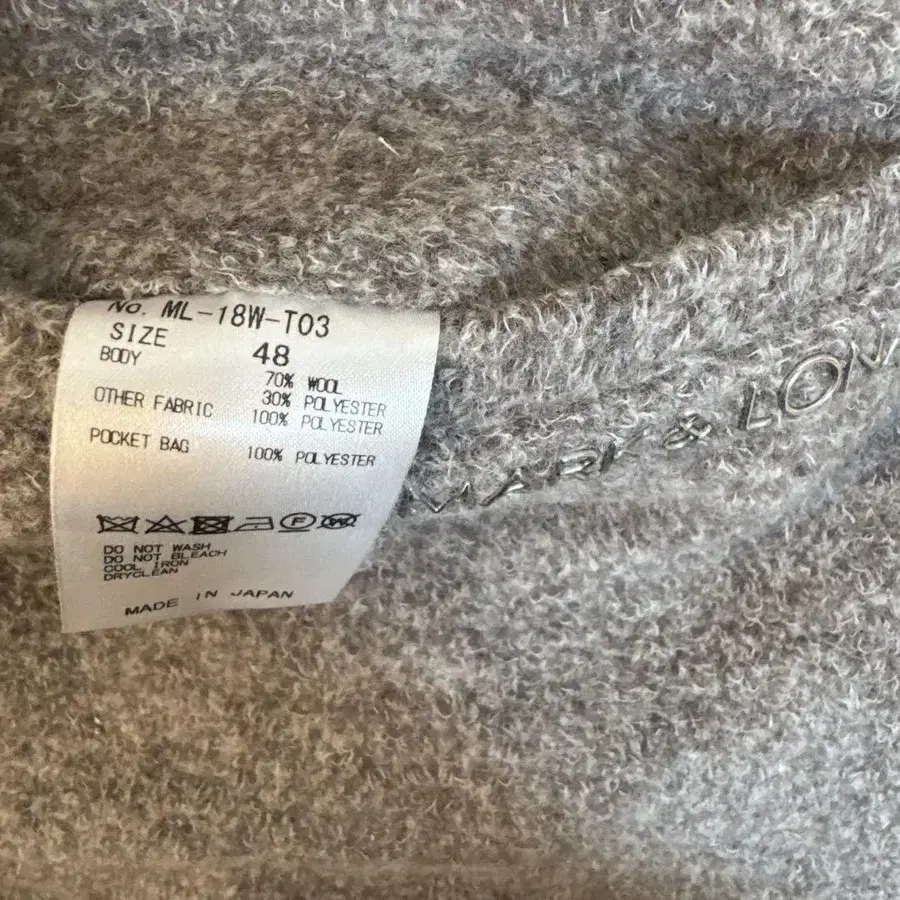 No. ML-18W-T03
SIZE 48
BODY 70% WOOL
30% POLYESTER
OTHER FABRIC 100% POLYESTER
POCKET BAG 100% POLYESTER
F W
DO NOT WASH
DO NOT BLEACH
COOL IRON
DRYCLEAN
MADE IN JAPAN
MARK & LON